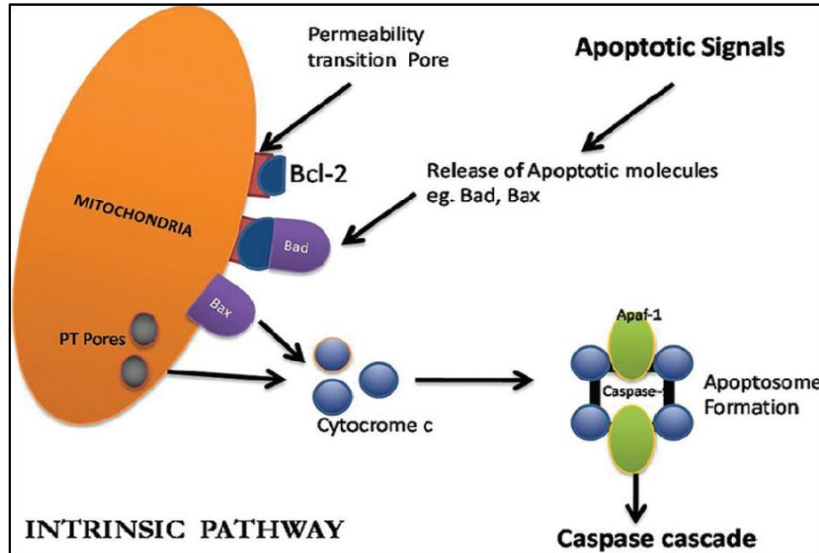 Permeability
transition Pore
Apoptotic Signals
Bcl-2
Release of Apoptotic molecules
eg. Bad, Bax
MITOCHONDRIA
Bad
Bax
PT Pores
Cytocrome c
Apaf-1
Caspase-
Apoptosome
Formation
INTRINSIC PATHWAY
Caspase cascade